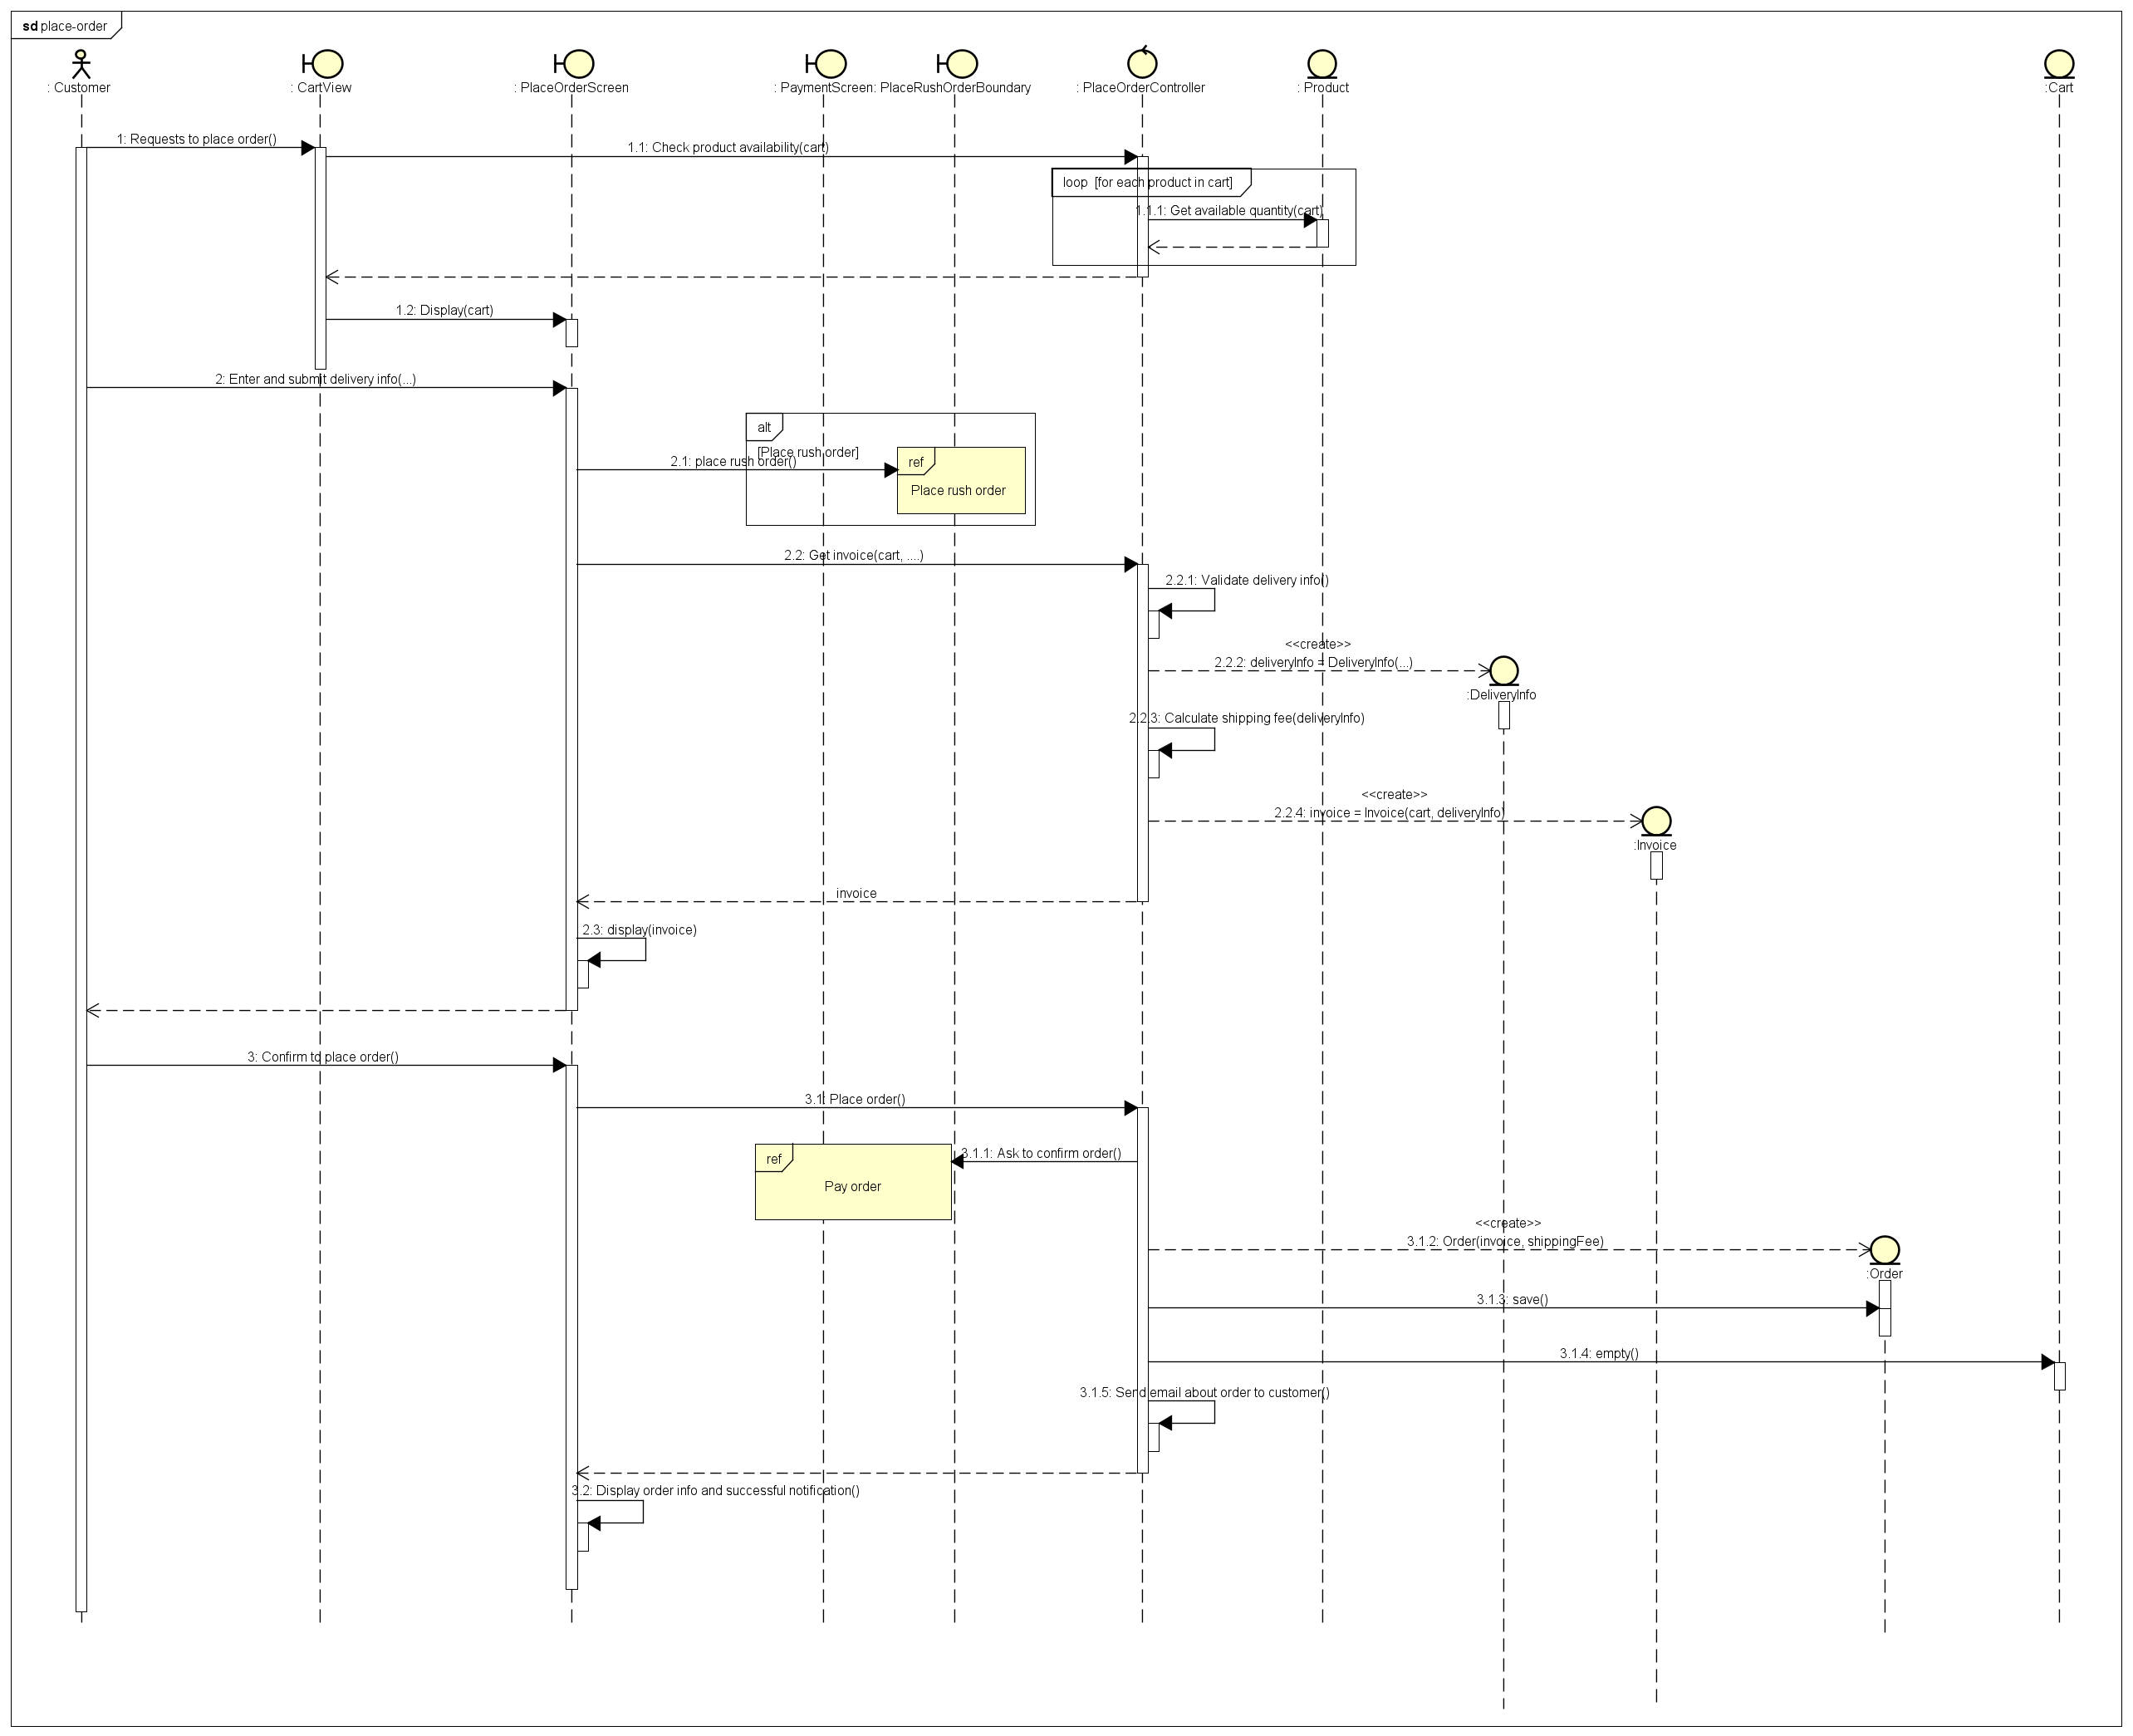 sd place-order
: Customer
: CartView
: PlaceOrderScreen
: PaymentScreen
: PlaceRushOrderBoundary
: PlaceOrderController
: Product
:Cart
1: Requests to place order()
1.1: Check product availability(cart)
loop [for each product in cart]
1.1.1: Get available quantity(cart)
1.2: Display(cart)
2: Enter and submit delivery info(...)
alt
[Place rush order]
2.1: place rush order()
ref
Place rush order
2.2: Get invoice(cart, ....)
2.2.1: Validate delivery info()
<<create>>
2.2.2: deliveryInfo = DeliveryInfo(...)
:DeliveryInfo
2.2.3: Calculate shipping fee(deliveryInfo)
<<create>>
2.2.4: invoice = Invoice(cart, deliveryInfo)
:Invoice
invoice
2.3: display(invoice)
3: Confirm to place order()
3.1: Place order()
3.1.1: Ask to confirm order()
ref
Pay order
<<create>>
3.1.2: Order(invoice, shippingFee)
:Order
3.1.3: save()
3.1.4: empty()
3.1.5: Send email about order to customer()
3.2: Display order info and successful notification()